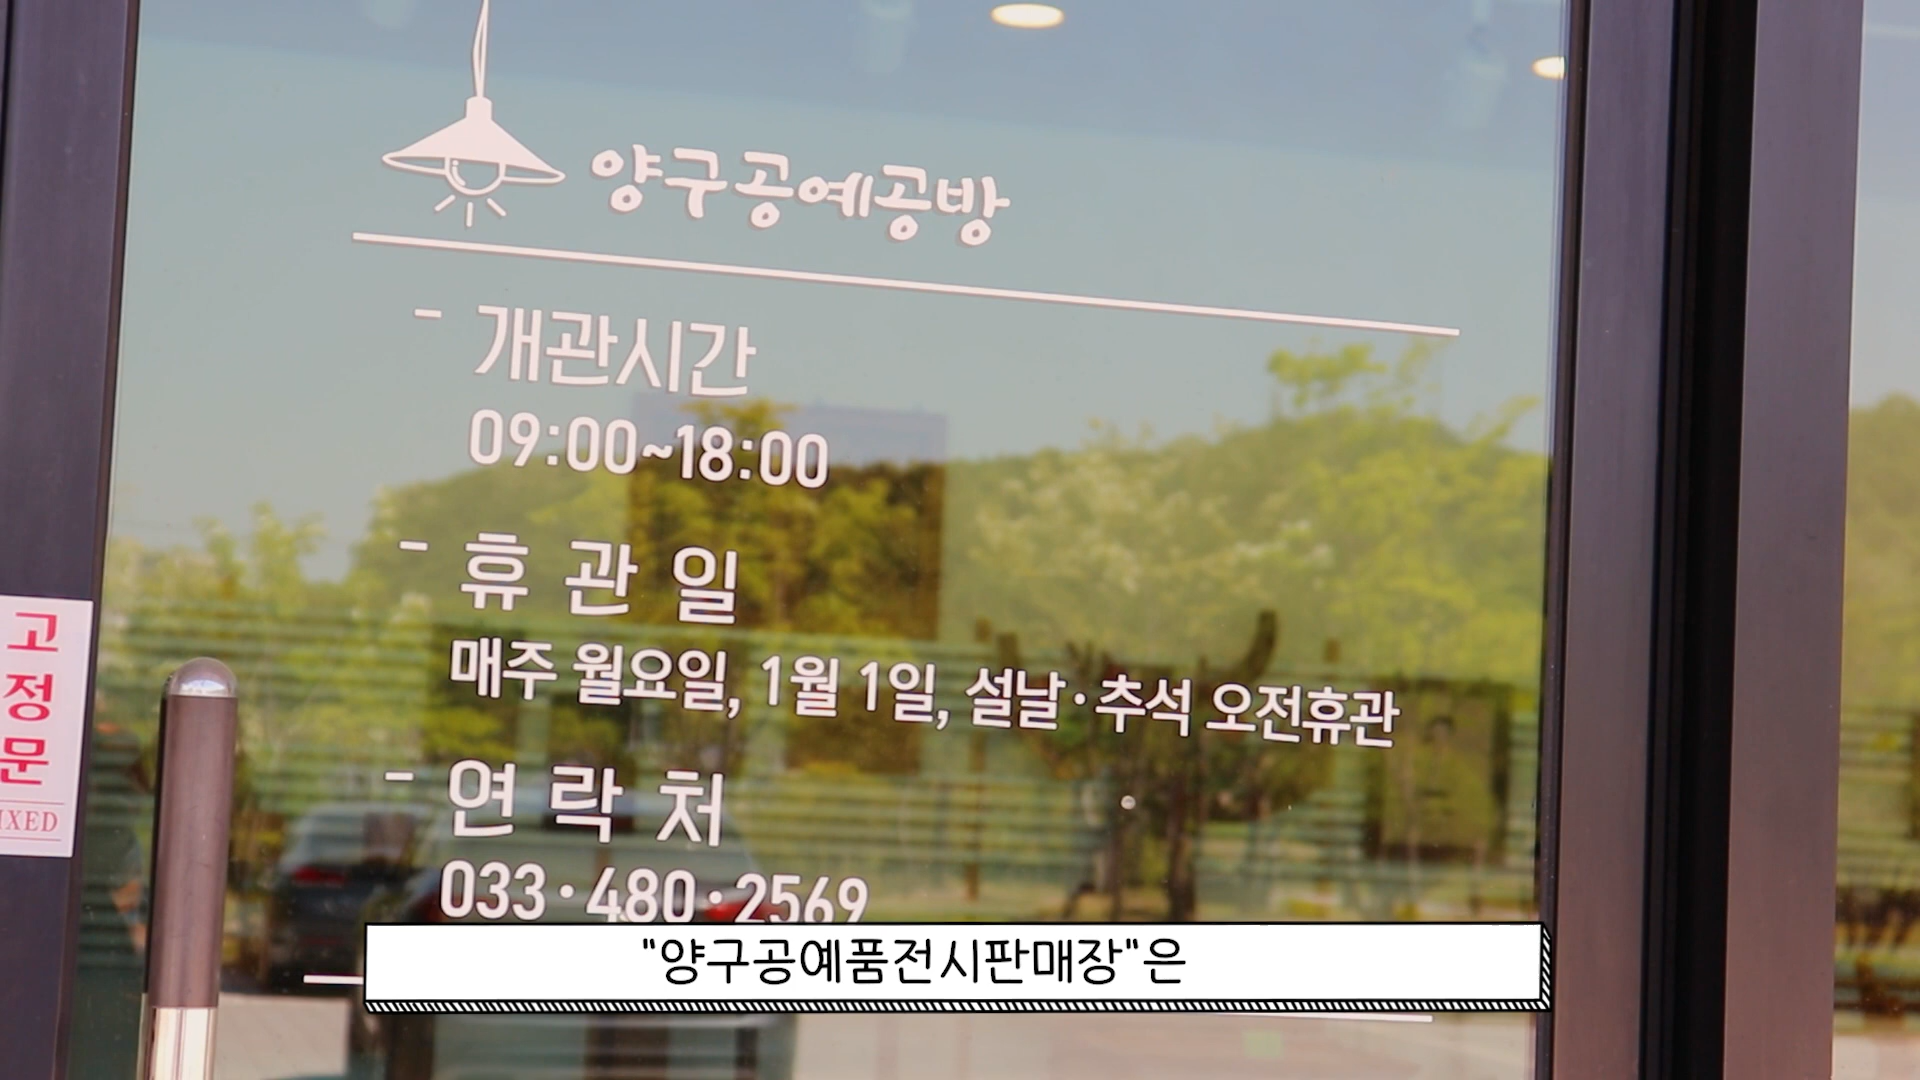 양구공예공방
- 개관시간
09:00~18:00
- 휴관일
매주 월요일, 1월 1일, 설날·추석 오전휴관
- 연락처
033·480·2569
고정문
IXED
"양구공예품전시판매장"은